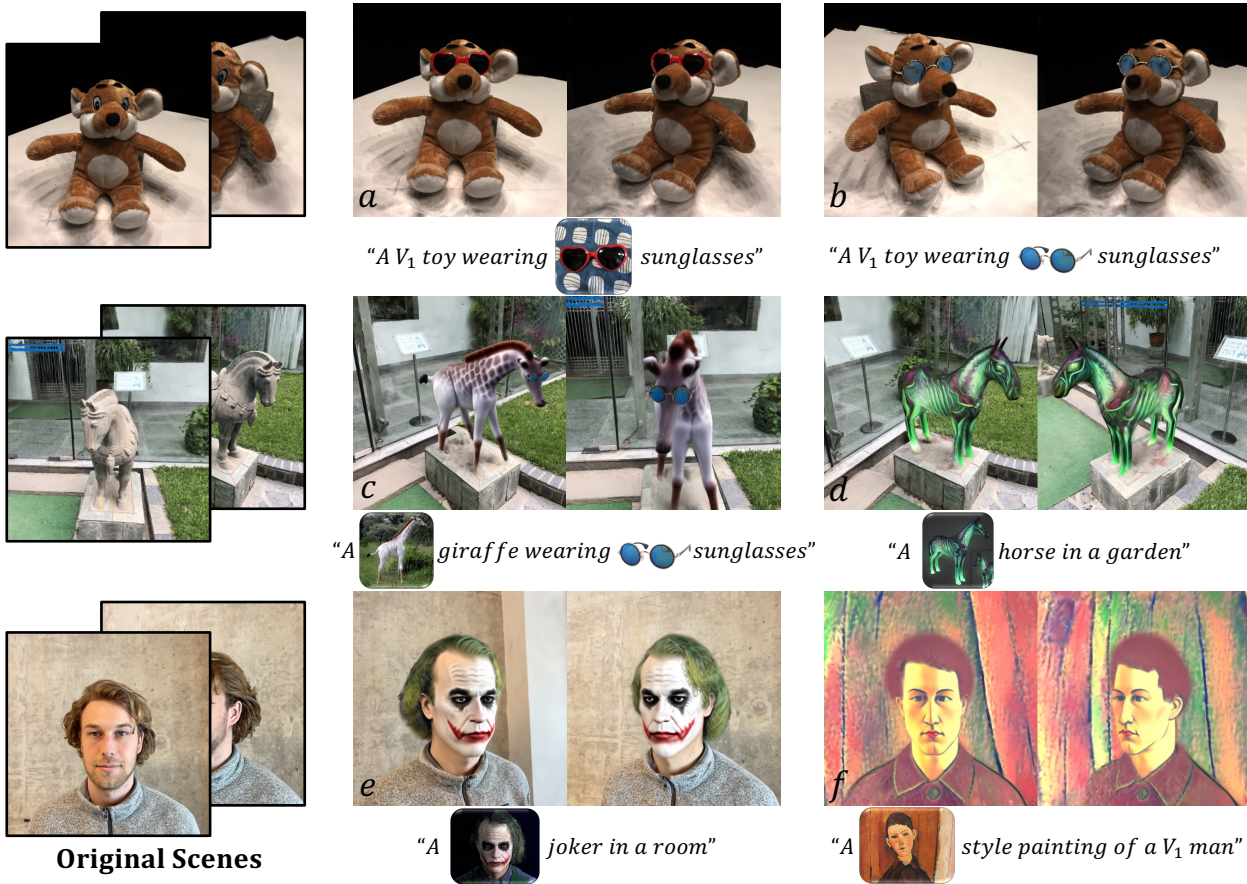 a
b
“A V₁ toy wearing sunglasses”
“A V₁ toy wearing sunglasses”
c
d
“A giraffe wearing sunglasses”
“A horse in a garden”
e
f
“A joker in a room”
“A style painting of a V₁ man”
Original Scenes